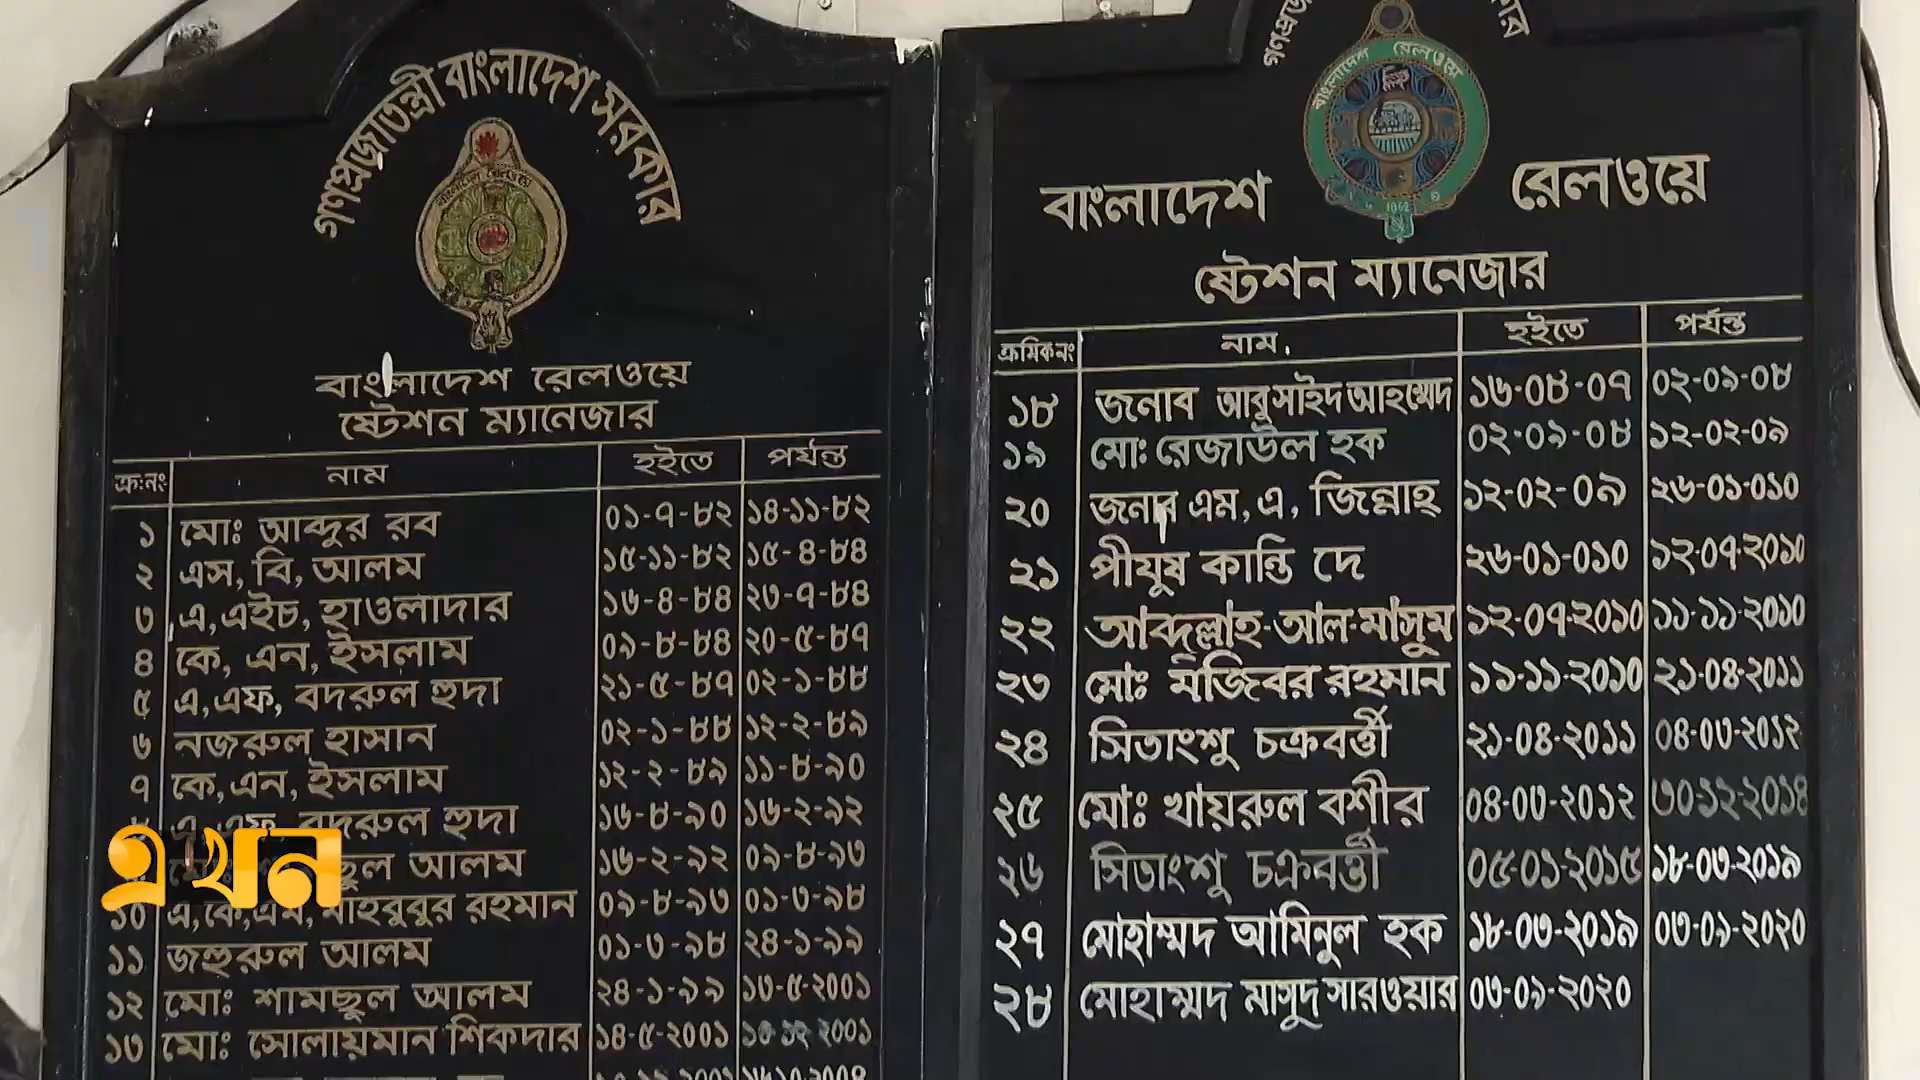 গণপ্রজাতন্ত্রী বাংলাদেশ সরকার
বাংলাদেশ রেলওয়ে
ষ্টেশন ম্যানেজার
ক্রঃনং নাম হইতে পর্যন্ত
১ মোঃ আব্দুর রব ০১-৭-৮২ ১৪-১১-৮২
২ এস, বি, আলম ১৫-১১-৮২ ১৫-৪-৮৪
৩ এ,এইচ, হাওলাদার ১৬-৪-৮৪ ২৩-৭-৮৪
৪ কে, এন, ইসলাম ০৯-৮-৮৪ ২০-৫-৮৭
৫ এ,এফ, বদরুল হুদা ২১-৫-৮৭ ০২-১-৮৮
৬ নজরুল হাসান ০২-১-৮৮ ১২-২-৮৯
৭ কে,এন, ইসলাম ১২-২-৮৯ ১১-৮-৯০
৮ এ,এফ, বদরুল হুদা ১৬-৮-৯০ ১৬-২-৯২
আলম ১৬-২-৯২ ০৯-৮-৯৩
১০ এ,কে,এম, মাহবুবুর রহমান ০৯-৮-৯৩ ০১-৩-৯৮
১১ জহুরুল আলম ০১-৩-৯৮ ২৪-১-৯৯
১২ মোঃ শামছুল আলম ২৪-১-৯৯ ১৩-৫-২০০১
১৩ মোঃ সোলায়মান শিকদার ১৪-৫-২০০১
বাংলাদেশ রেলওয়ে
বাংলাদেশ রেলওয়ে
ষ্টেশন ম্যানেজার
ক্রমিকনং নাম হইতে পর্যন্ত
১৮ জনাব আবু সাইদ আহম্মেদ ১৬-০৪-০৭ ০২-০৯-০৮
১৯ মোঃ রেজাউল হক ০২-০৯-০৮ ১২-০২-০৯
২০ জনাব এম, এ, জিন্নাহ্ ১২-০২-০৯ ২৬-০১-০১০
২১ পীযুষ কান্তি দে ২৬-০১-০১০ ১২-০৭-২০১০
২২ আব্দুল্লাহ-আল-মাসুম ১২-০৭-২০১০ ১১-১১-২০১০
২৩ মোঃ মজিবর রহমান ১১-১১-২০১০ ২১-০৪-২০১১
২৪ সিতাংশু চক্রবর্ত্তী ২১-০৪-২০১১ ০৪-০৩-২০১২
২৫ মোঃ খায়রুল বশীর ০৪-০৩-২০১২ ৩০-১২-২০১৪
২৬ সিতাংশু চক্রবর্ত্তী ০৫-০১-২০১৫ ১৮-০৩-২০১৯
২৭ মোহাম্মদ আমিনুল হক ১৮-০৩-২০১৯ ০৩-০৯-২০২০
২৮ মোহাম্মদ মাসুদ সারওয়ার ০৩-০৯-২০২০
এখন